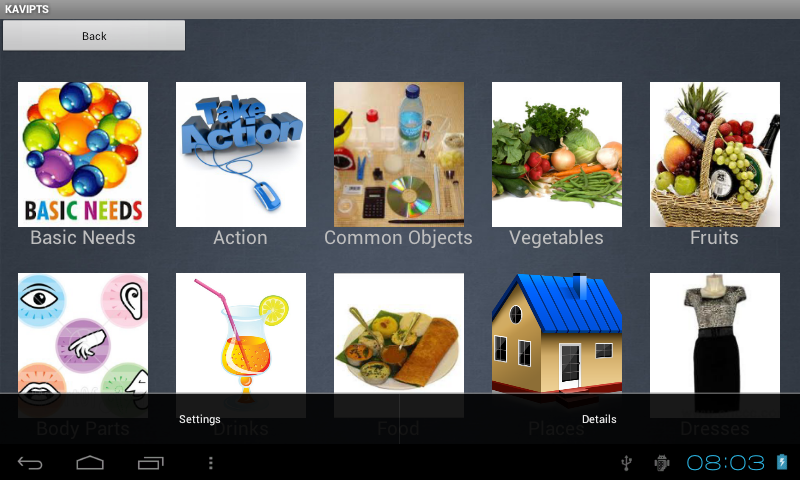 KAVIPTS
Back
BASIC NEEDS
Take
Action
Basic Needs
Action
Common Objects
Vegetables
Fruits
Settings
Details
Body Parts
Drinks
Food
Places
Dresses
08:03